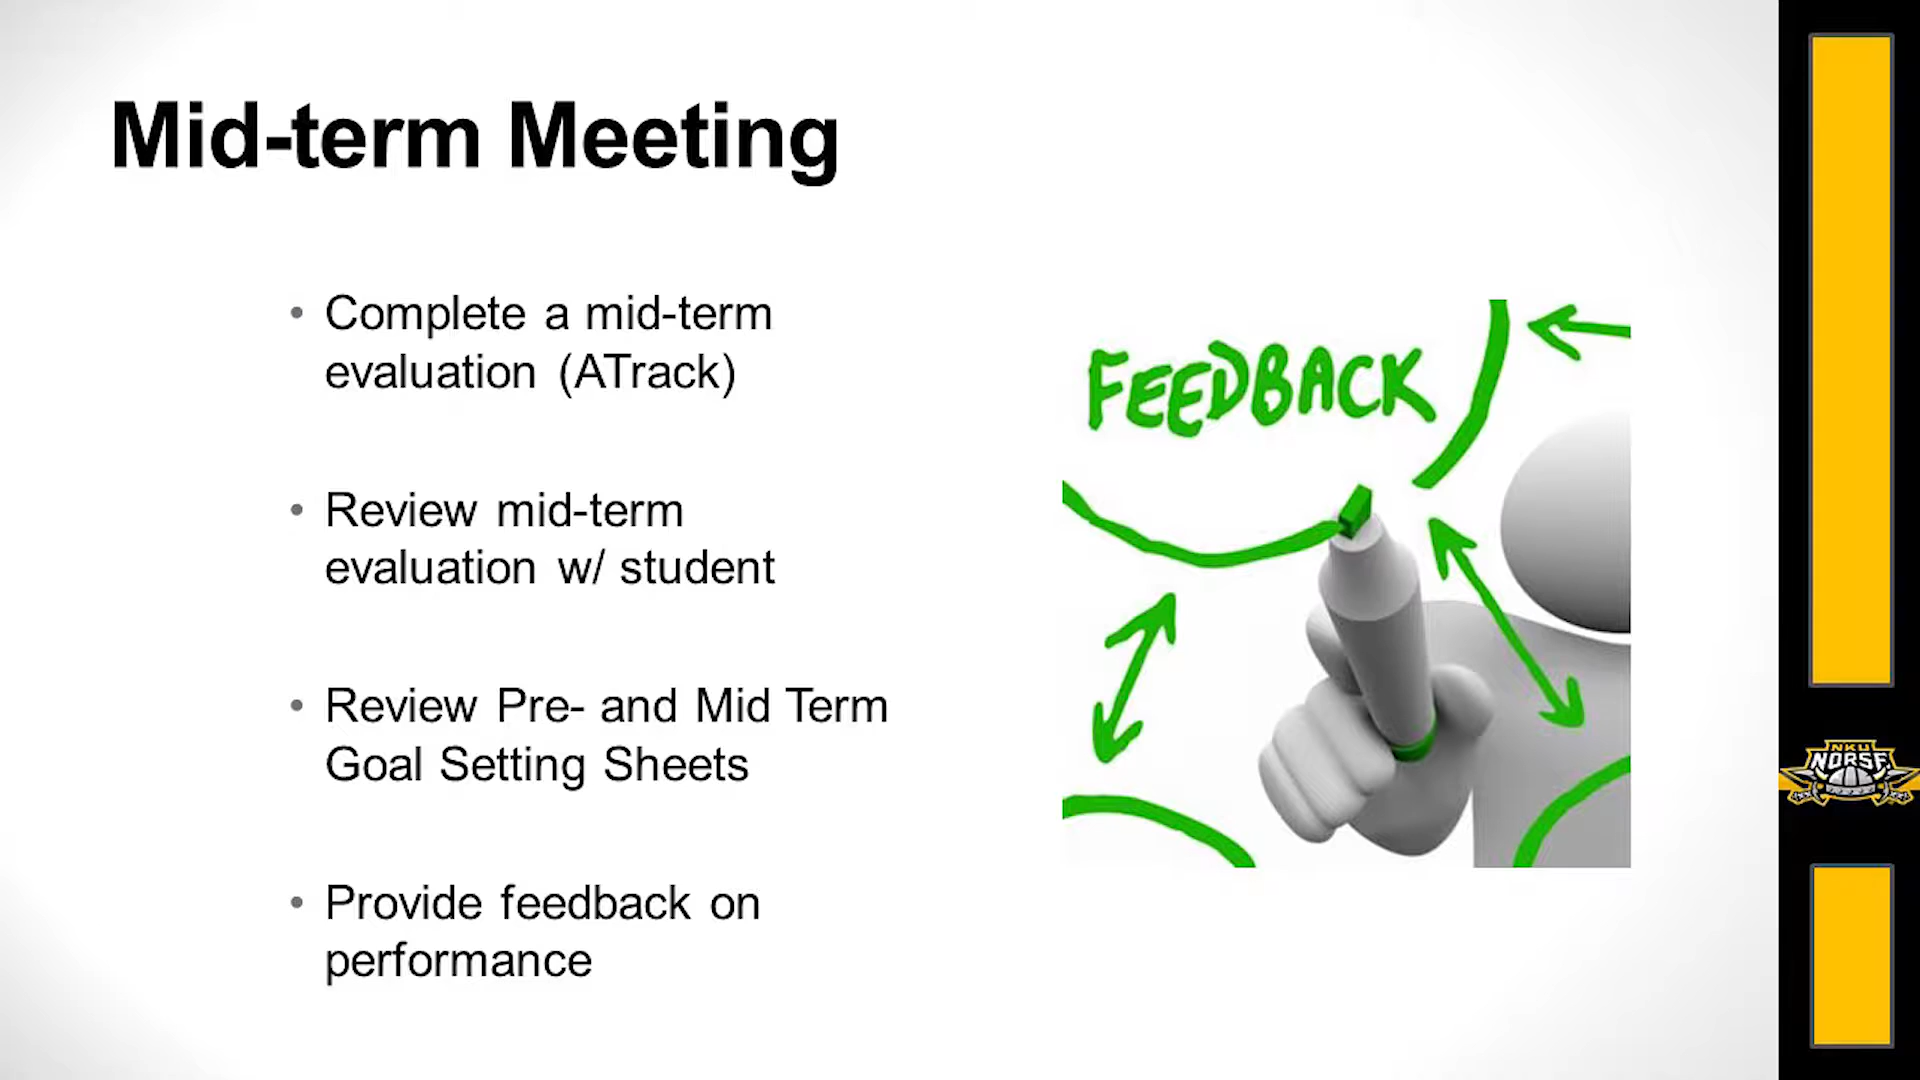 Mid-term Meeting
• Complete a mid-term
evaluation (ATrack)
• Review mid-term
evaluation w/ student
• Review Pre- and Mid Term
Goal Setting Sheets
• Provide feedback on
performance
FEEDBACK
NKU
NORSE